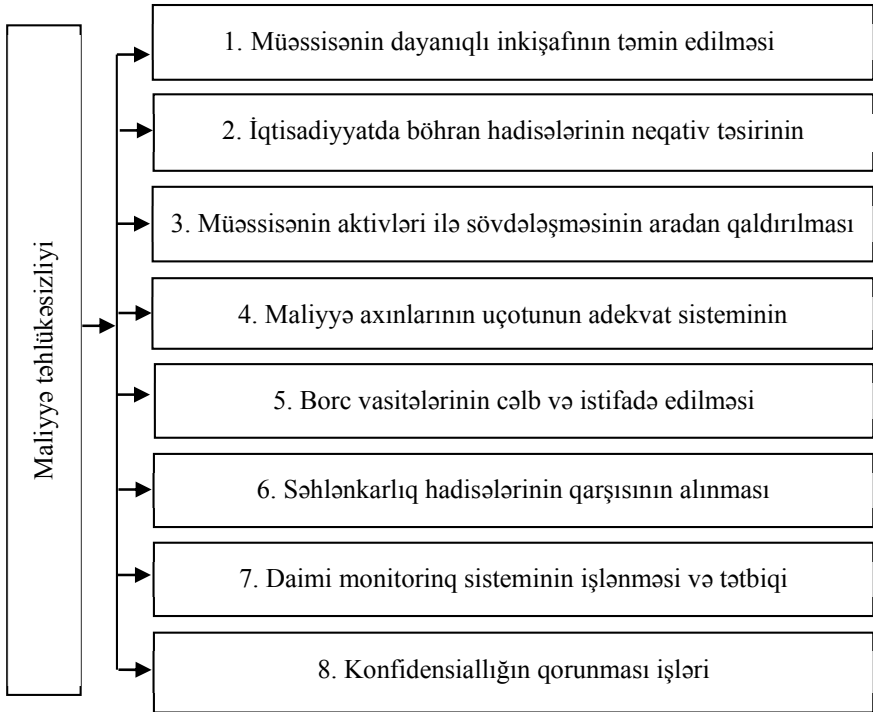 Maliyyə təhlükəsizliyi
1. Müəssisənin dayanıqlı inkişafının təmin edilməsi
2. İqtisadiyyatda böhran hadisələrinin neqativ təsirinin
3. Müəssisənin aktivləri ilə sövdələşməsinin aradan qaldırılması
4. Maliyyə axınlarının uçotunun adekvat sisteminin
5. Borc vasitələrinin cəlb və istifadə edilməsi
6. Səhlənkarlıq hadisələrinin qarşısının alınması
7. Daimi monitorinq sisteminin işlənməsi və tətbiqi
8. Konfidensiallığın qorunması işləri